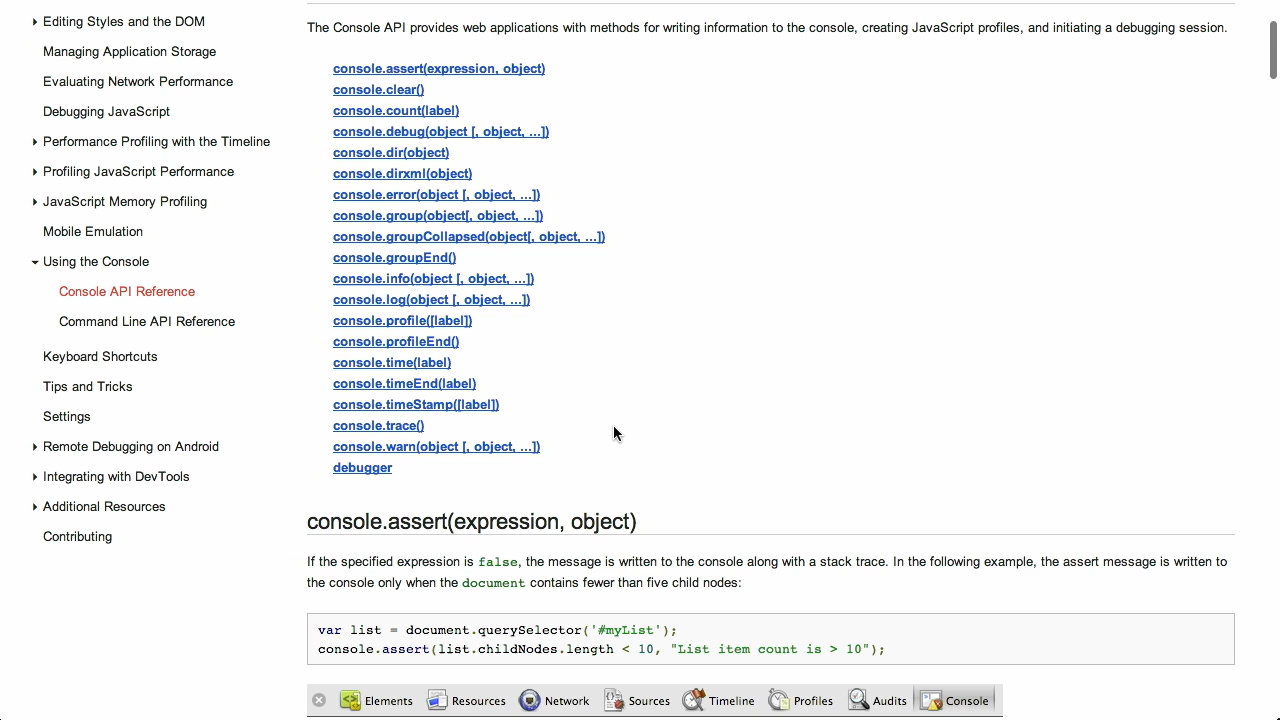 Editing Styles and the DOM
Managing Application Storage
Evaluating Network Performance
Debugging JavaScript
Performance Profiling with the Timeline
Profiling JavaScript Performance
JavaScript Memory Profiling
Mobile Emulation
Using the Console
Console API Reference
Command Line API Reference
Keyboard Shortcuts
Tips and Tricks
Settings
Remote Debugging on Android
Integrating with DevTools
Additional Resources
Contributing
The Console API provides web applications with methods for writing information to the console, creating JavaScript profiles, and initiating a debugging session.
console.assert(expression, object)
console.clear()
console.count(label)
console.debug(object [, object, ...])
console.dir(object)
console.dirxml(object)
console.error(object [, object, ...])
console.group(object[, object, ...])
console.groupCollapsed(object[, object, ...])
console.groupEnd()
console.info(object [, object, ...])
console.log(object [, object, ...])
console.profile([label])
console.profileEnd()
console.time(label)
console.timeEnd(label)
console.timeStamp([label])
console.trace()
console.warn(object [, object, ...])
debugger
console.assert(expression, object)
If the specified expression is false, the message is written to the console along with a stack trace. In the following example, the assert message is written to
the console only when the document contains fewer than five child nodes:
var list = document.querySelector('#myList');
console.assert(list.childNodes.length < 10, "List item count is > 10");
Elements Resources Network Sources Timeline Profiles Audits Console